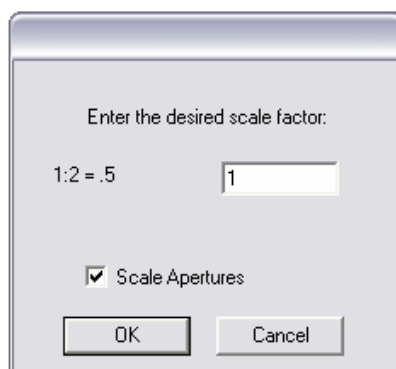 Enter the desired scale factor:
1:2 = .5 1
Scale Apertures
OK Cancel